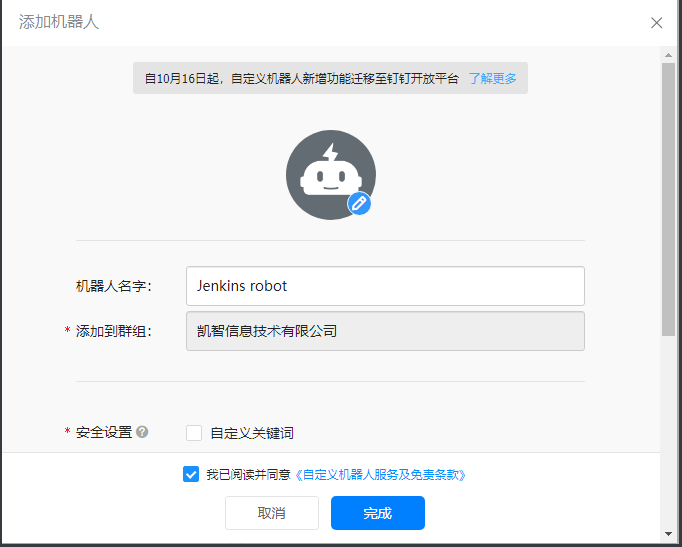 添加机器人
自10月16日起，自定义机器人新增功能迁移至钉钉开放平台 了解更多
机器人名字： Jenkins robot
* 添加到群组： 凯智信息技术有限公司
* 安全设置 ? 自定义关键词
我已阅读并同意《自定义机器人服务及免责条款》
取消 完成